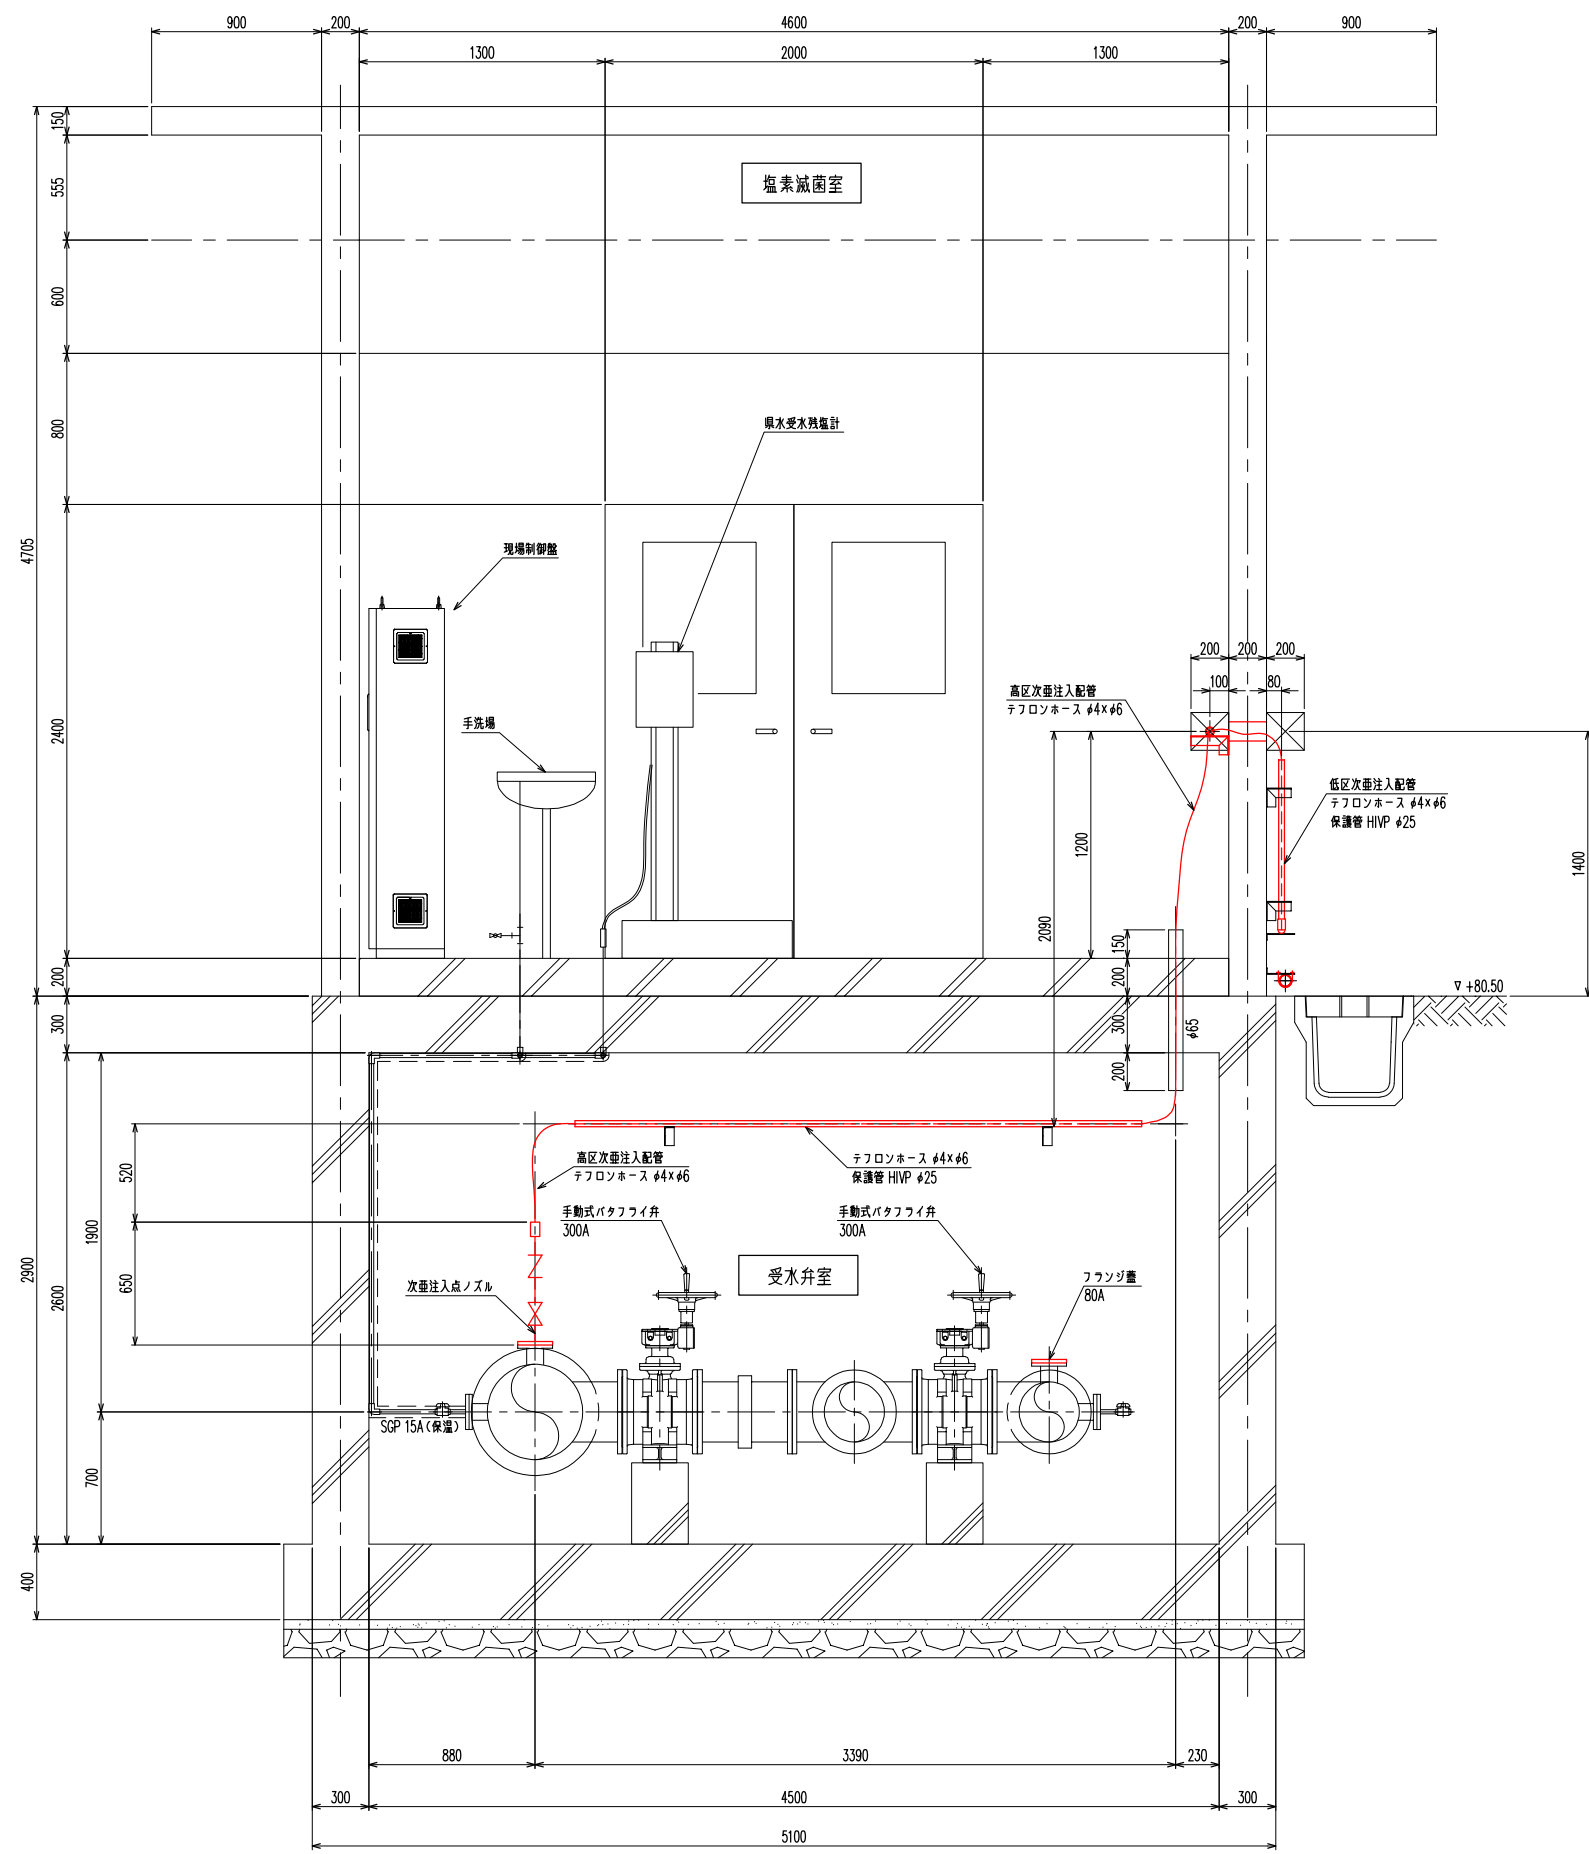 900
200
4600
200
900
1300
2000
1300
150
555
600
800
2400
200
4705
塩素滅菌室
県水受水残塩計
現場制御盤
手洗場
200
200
200
100
80
高区次亜注入配管
テフロンホース φ4×φ6
低区次亜注入配管
テフロンホース φ4×φ6
保護管 HIVP φ25
1200
2090
1400
150
200
300
200
φ65
▽ +80.50
300
1900
2600
2900
700
400
520
650
高区次亜注入配管
テフロンホース φ4×φ6
テフロンホース φ4×φ6
保護管 HIVP φ25
手動式バタフライ弁
300A
手動式バタフライ弁
300A
受水弁室
次亜注入点ノズル
フランジ蓋
80A
SGP 15A(保温)
880
3390
230
300
4500
300
5100